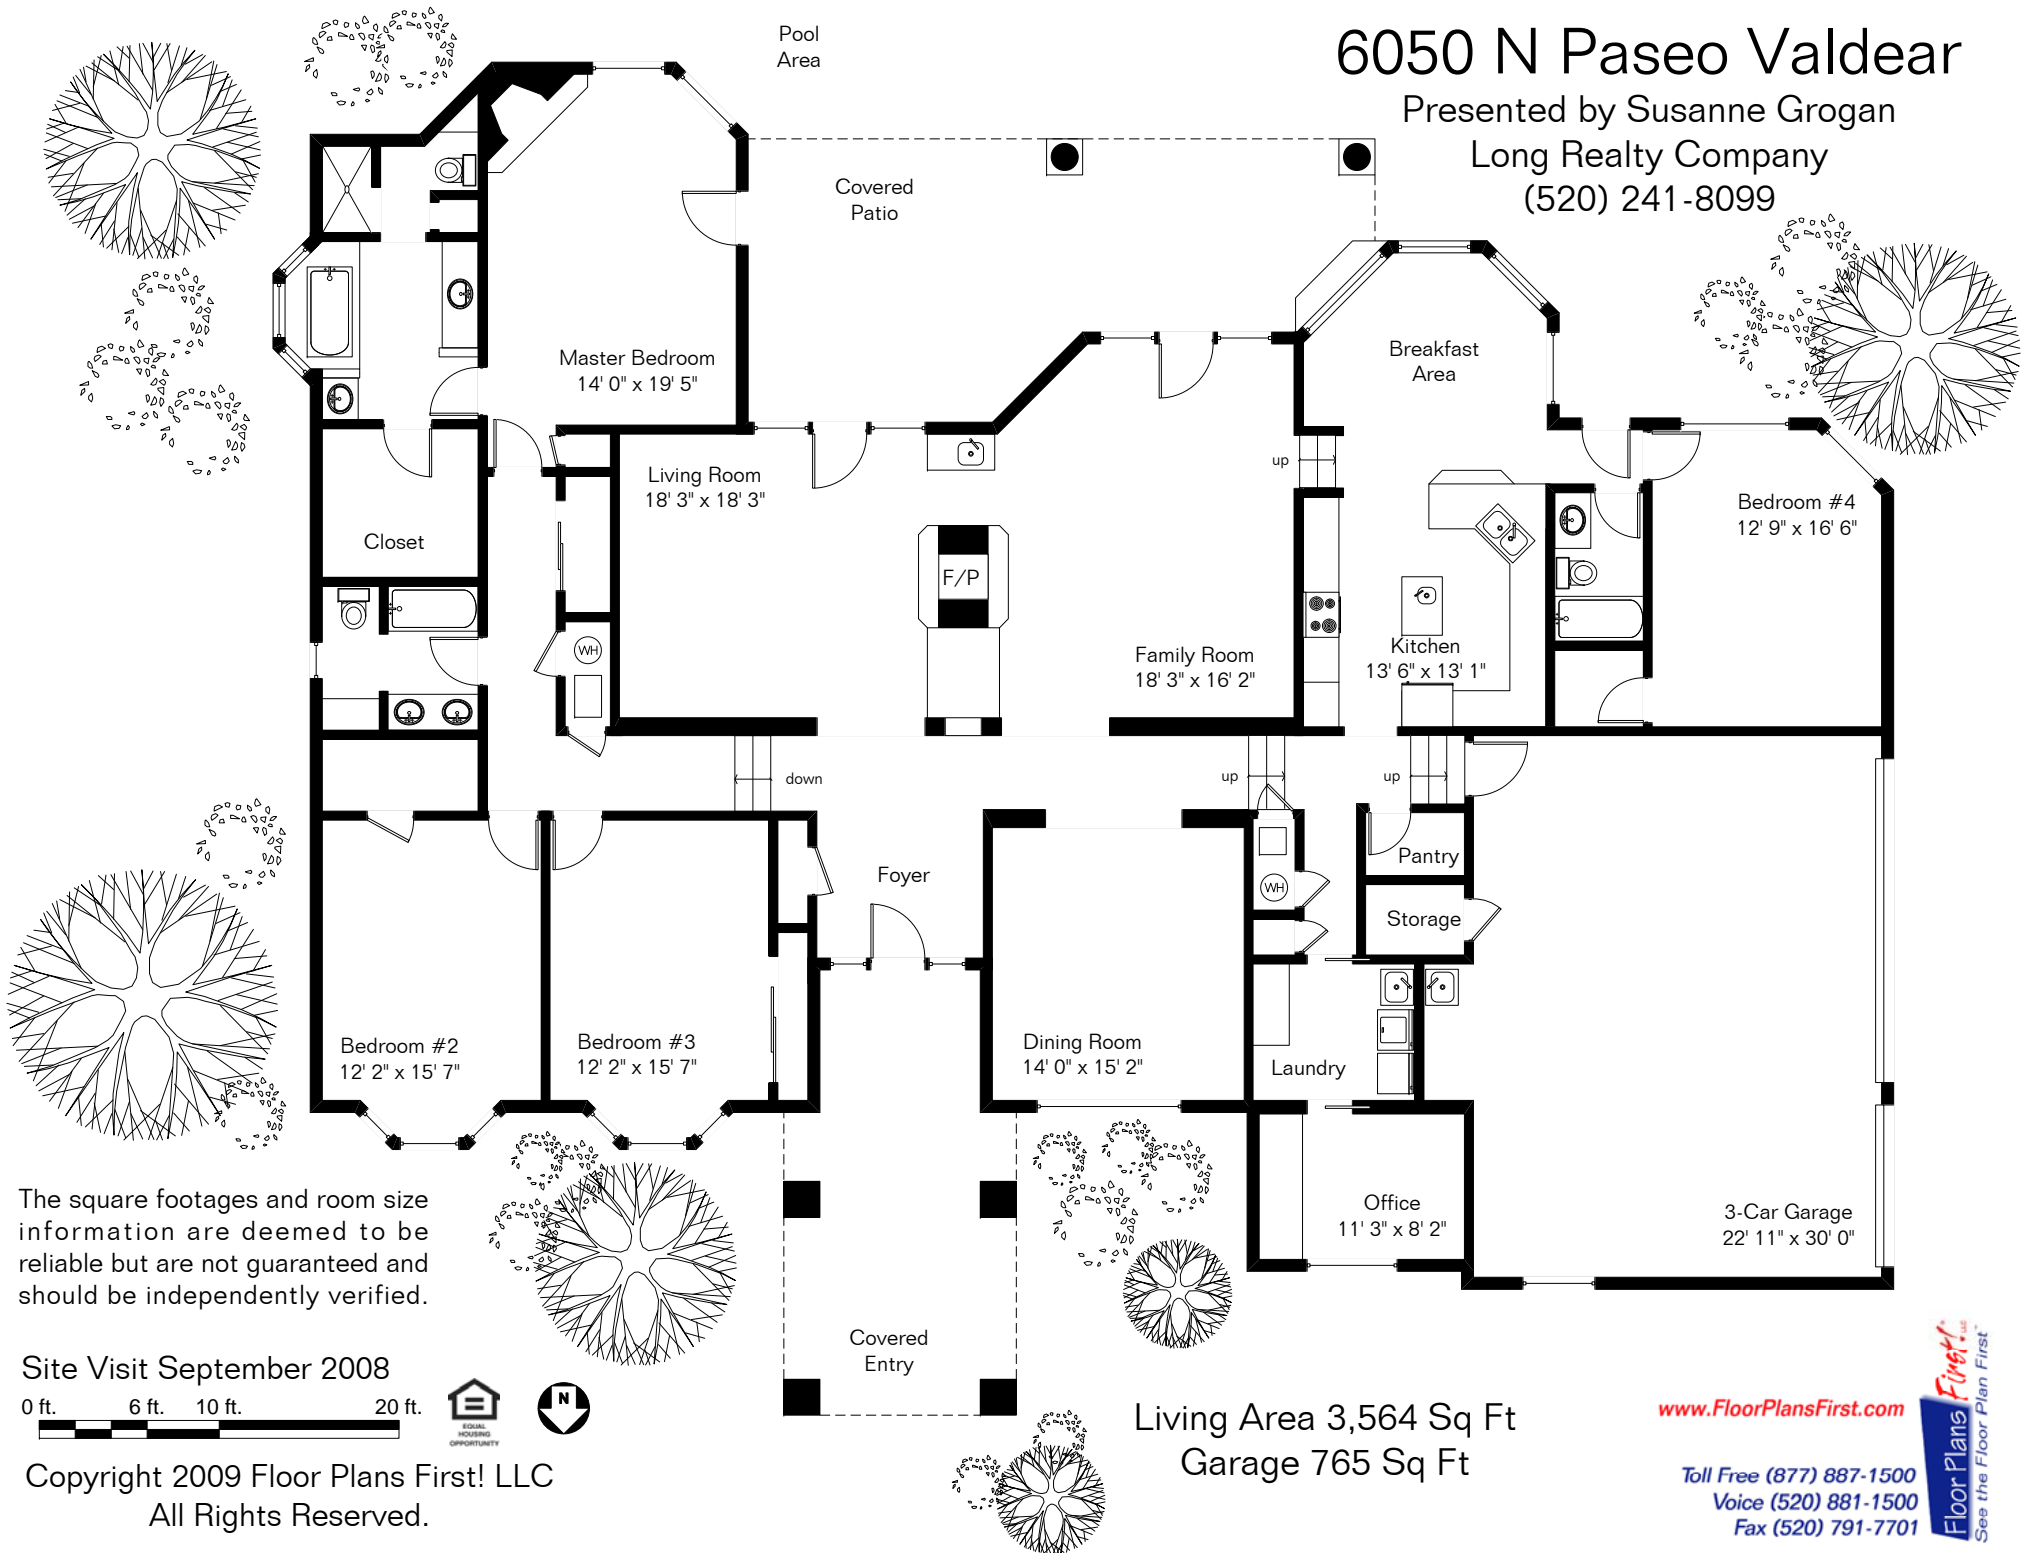 6050 N Paseo Valdear
Presented by Susanne Grogan
Long Realty Company
(520) 241-8099
Pool
Area
Covered
Patio
Master Bedroom
14' 0" x 19' 5"
Breakfast
Area
Living Room
18' 3" x 18' 3"
up
Bedroom #4
12' 9" x 16' 6"
Closet
F/P
WH
Family Room
18' 3" x 16' 2"
Kitchen
13' 6" x 13' 1"
down
up
up
Pantry
Foyer
WH
Storage
Bedroom #2
12' 2" x 15' 7"
Bedroom #3
12' 2" x 15' 7"
Dining Room
14' 0" x 15' 2"
Laundry
Office
11' 3" x 8' 2"
3-Car Garage
22' 11" x 30' 0"
Covered
Entry
The square footages and room size
information are deemed to be
reliable but are not guaranteed and
should be independently verified.
Site Visit September 2008
0 ft. 6 ft. 10 ft. 20 ft.
EQUAL
HOUSING
OPPORTUNITY
N
Copyright 2009 Floor Plans First! LLC
All Rights Reserved.
Living Area 3,564 Sq Ft
Garage 765 Sq Ft
www.FloorPlansFirst.com
Toll Free (877) 887-1500
Voice (520) 881-1500
Fax (520) 791-7701
Floor Plans First! LLC
See the Floor Plan First